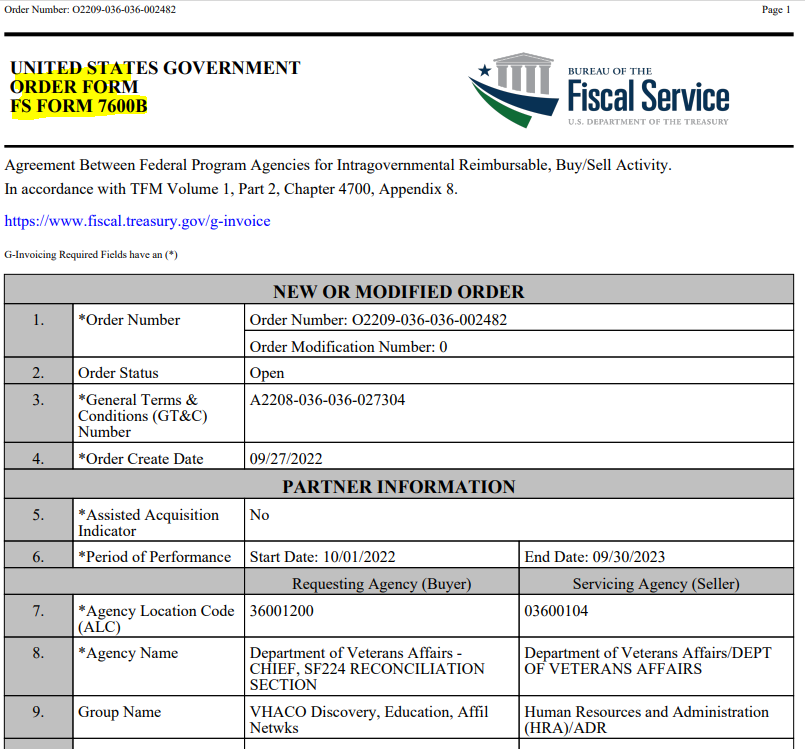 Order Number: O2209-036-036-002482 Page 1
UNITED STATES GOVERNMENT
ORDER FORM
FS FORM 7600B
BUREAU OF THE
Fiscal Service
U.S. DEPARTMENT OF THE TREASURY
Agreement Between Federal Program Agencies for Intragovernmental Reimbursable, Buy/Sell Activity.
In accordance with TFM Volume 1, Part 2, Chapter 4700, Appendix 8.
https://www.fiscal.treasury.gov/g-invoice
G-Invoicing Required Fields have an (*)
NEW OR MODIFIED ORDER
1. *Order Number Order Number: O2209-036-036-002482
Order Modification Number: 0
2. Order Status Open
3. *General Terms & A2208-036-036-027304
Conditions (GT&C)
Number
4. *Order Create Date 09/27/2022
PARTNER INFORMATION
5. *Assisted Acquisition No
Indicator
6. *Period of Performance Start Date: 10/01/2022 End Date: 09/30/2023
Requesting Agency (Buyer) Servicing Agency (Seller)
7. *Agency Location Code 36001200 03600104
(ALC)
8. *Agency Name Department of Veterans Affairs - Department of Veterans Affairs/DEPT
CHIEF, SF224 RECONCILIATION OF VETERANS AFFAIRS
SECTION
9. Group Name VHACO Discovery, Education, Affil Human Resources and Administration
Netwks (HRA)/ADR